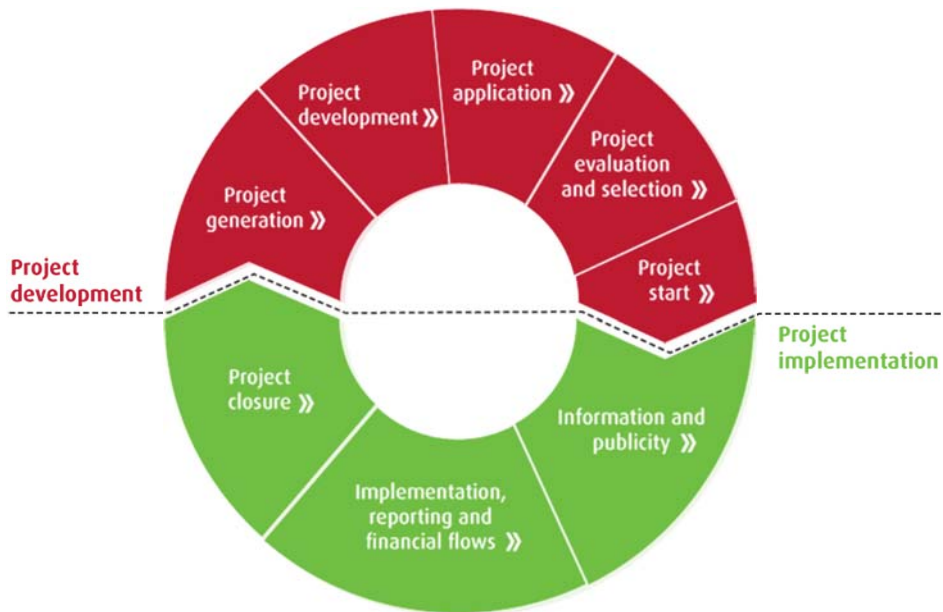 Project
application »
Project
development »
Project
evaluation
and selection »
Project
generation »
Project
start »
Project
development
Project
implementation
Project
closure »
Information and
publicity »
Implementation,
reporting and
financial flows »